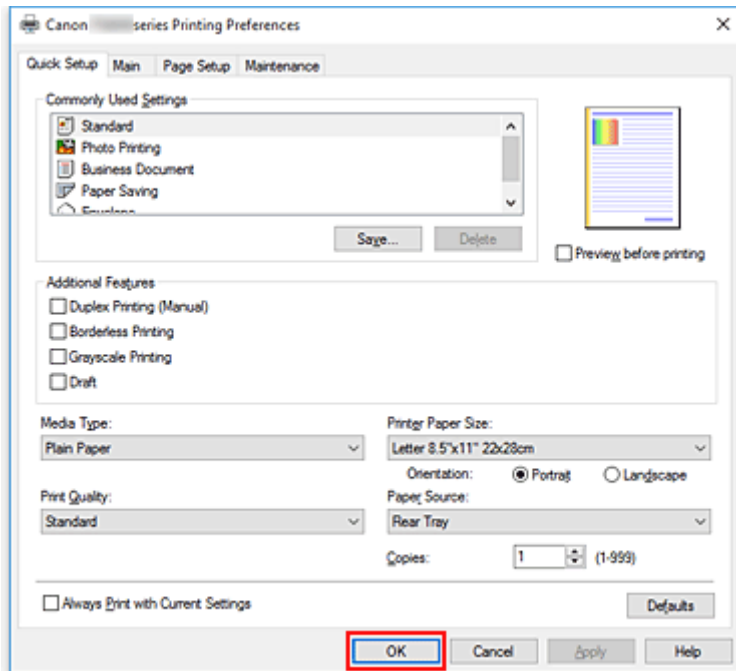 Canon series Printing Preferences
Quick Setup Main Page Setup Maintenance
Commonly Used Settings
Standard
Photo Printing
Business Document
Paper Saving
Envelope
Save... Delete
Preview before printing
Additional Features
Duplex Printing (Manual)
Borderless Printing
Grayscale Printing
Draft
Media Type: Printer Paper Size:
Plain Paper Letter 8.5"x11" 22x28cm
Orientation: Portrait Landscape
Print Quality: Paper Source:
Standard Rear Tray
Copies: 1 (1-999)
Always Print with Current Settings Defaults
OK Cancel Apply Help